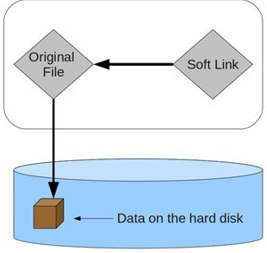 Original
File
Soft Link
Data on the hard disk